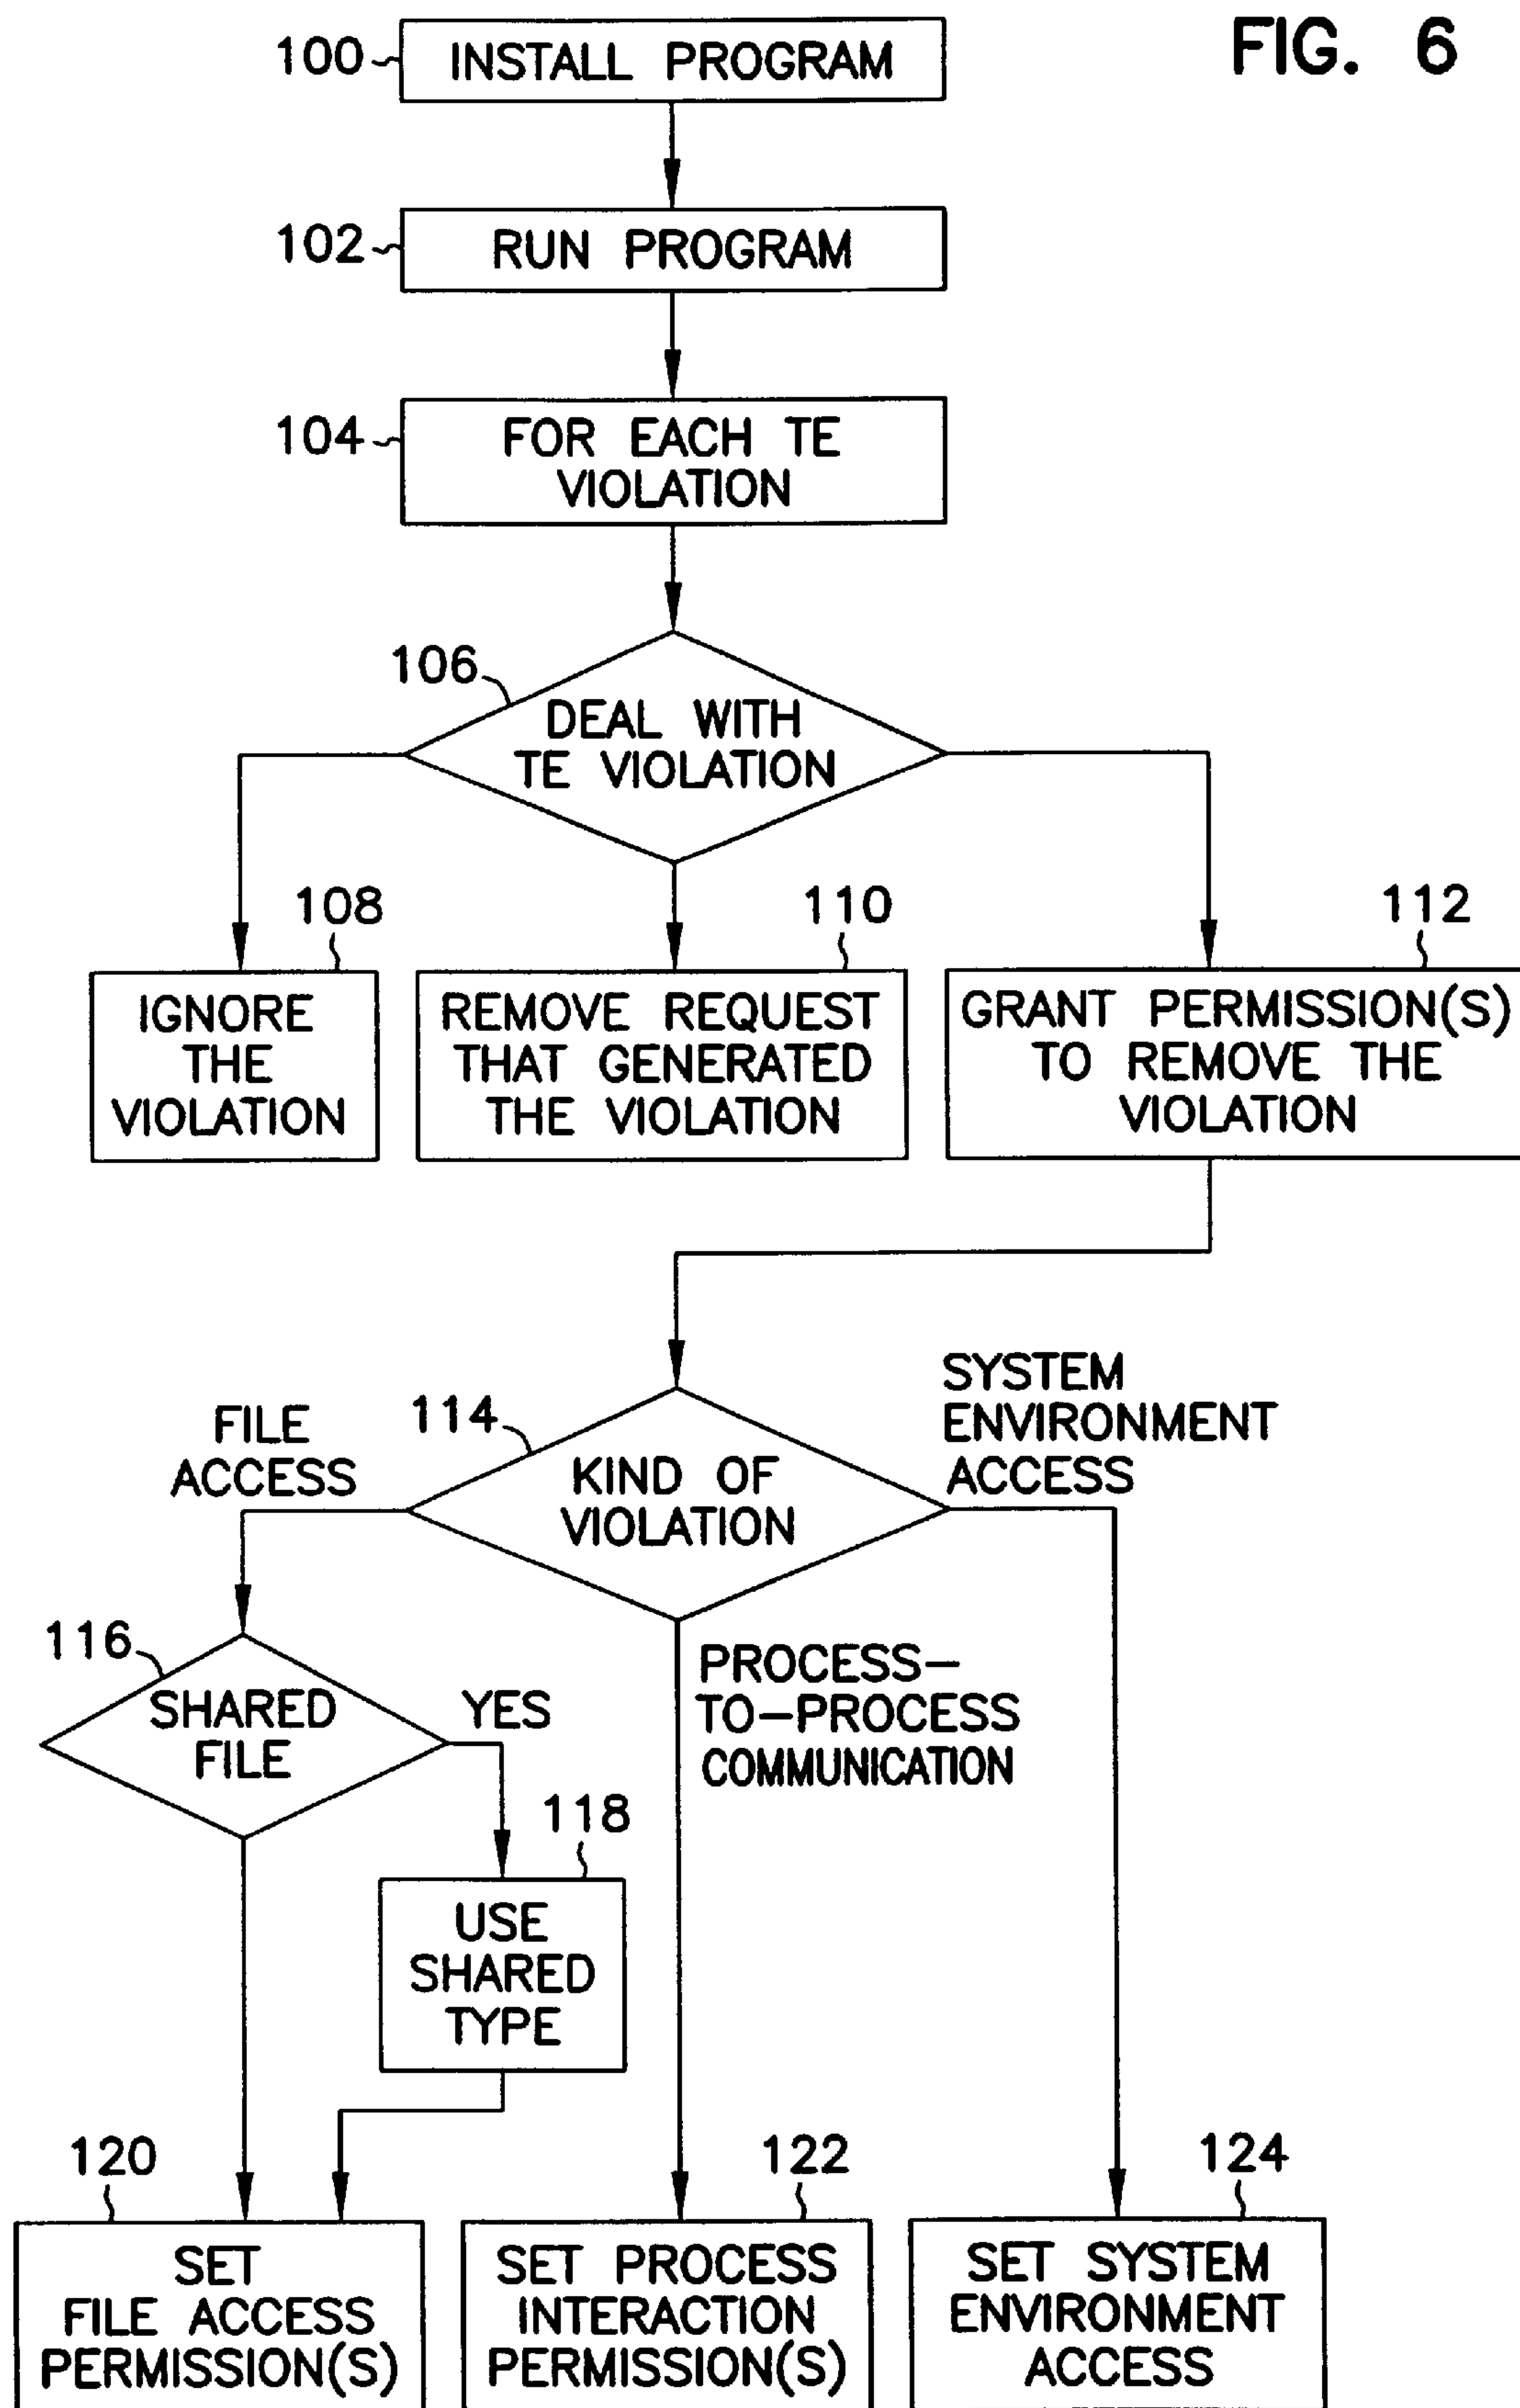 FIG. 6
100
INSTALL PROGRAM
102
RUN PROGRAM
104
FOR EACH TE
VIOLATION
106
DEAL WITH
TE VIOLATION
108
IGNORE
THE
VIOLATION
110
REMOVE REQUEST
THAT GENERATED
THE VIOLATION
112
GRANT PERMISSION(S)
TO REMOVE THE
VIOLATION
114
KIND OF
VIOLATION
FILE
ACCESS
SYSTEM
ENVIRONMENT
ACCESS
PROCESS-
TO-PROCESS
COMMUNICATION
116
SHARED
FILE
YES
118
USE
SHARED
TYPE
120
SET
FILE ACCESS
PERMISSION(S)
122
SET PROCESS
INTERACTION
PERMISSION(S)
124
SET SYSTEM
ENVIRONMENT
ACCESS